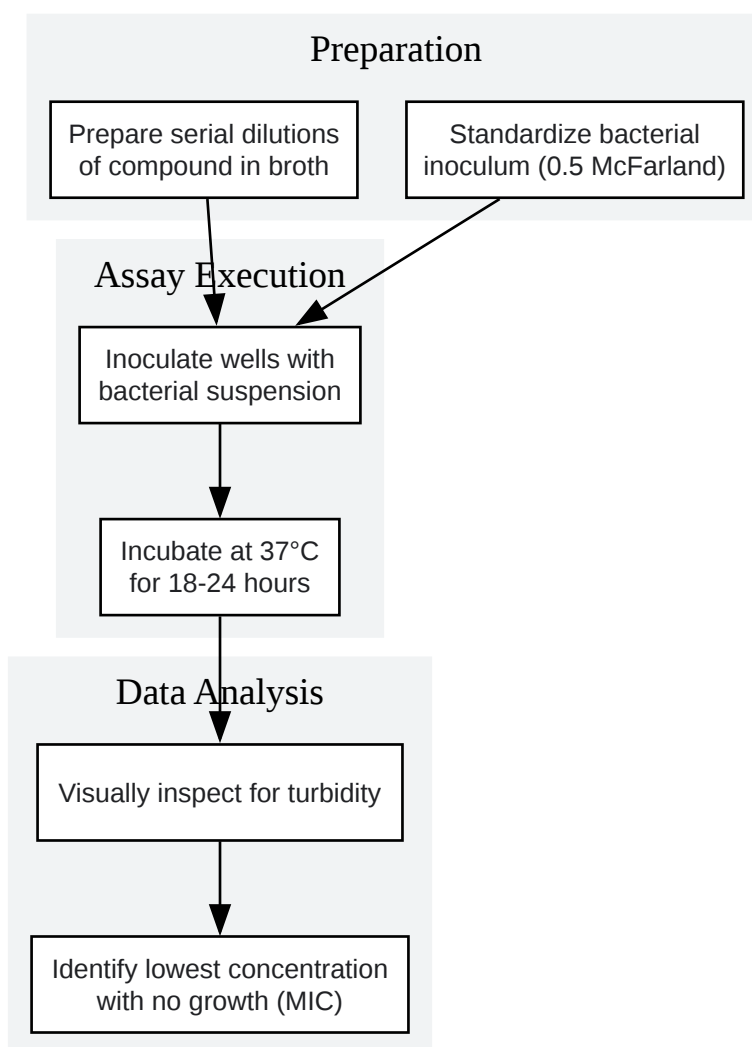 Preparation
Prepare serial dilutions
of compound in broth
Standardize bacterial
inoculum (0.5 McFarland)
Assay Execution
Inoculate wells with
bacterial suspension
Incubate at 37°C
for 18-24 hours
Data Analysis
Visually inspect for turbidity
Identify lowest concentration
with no growth (MIC)